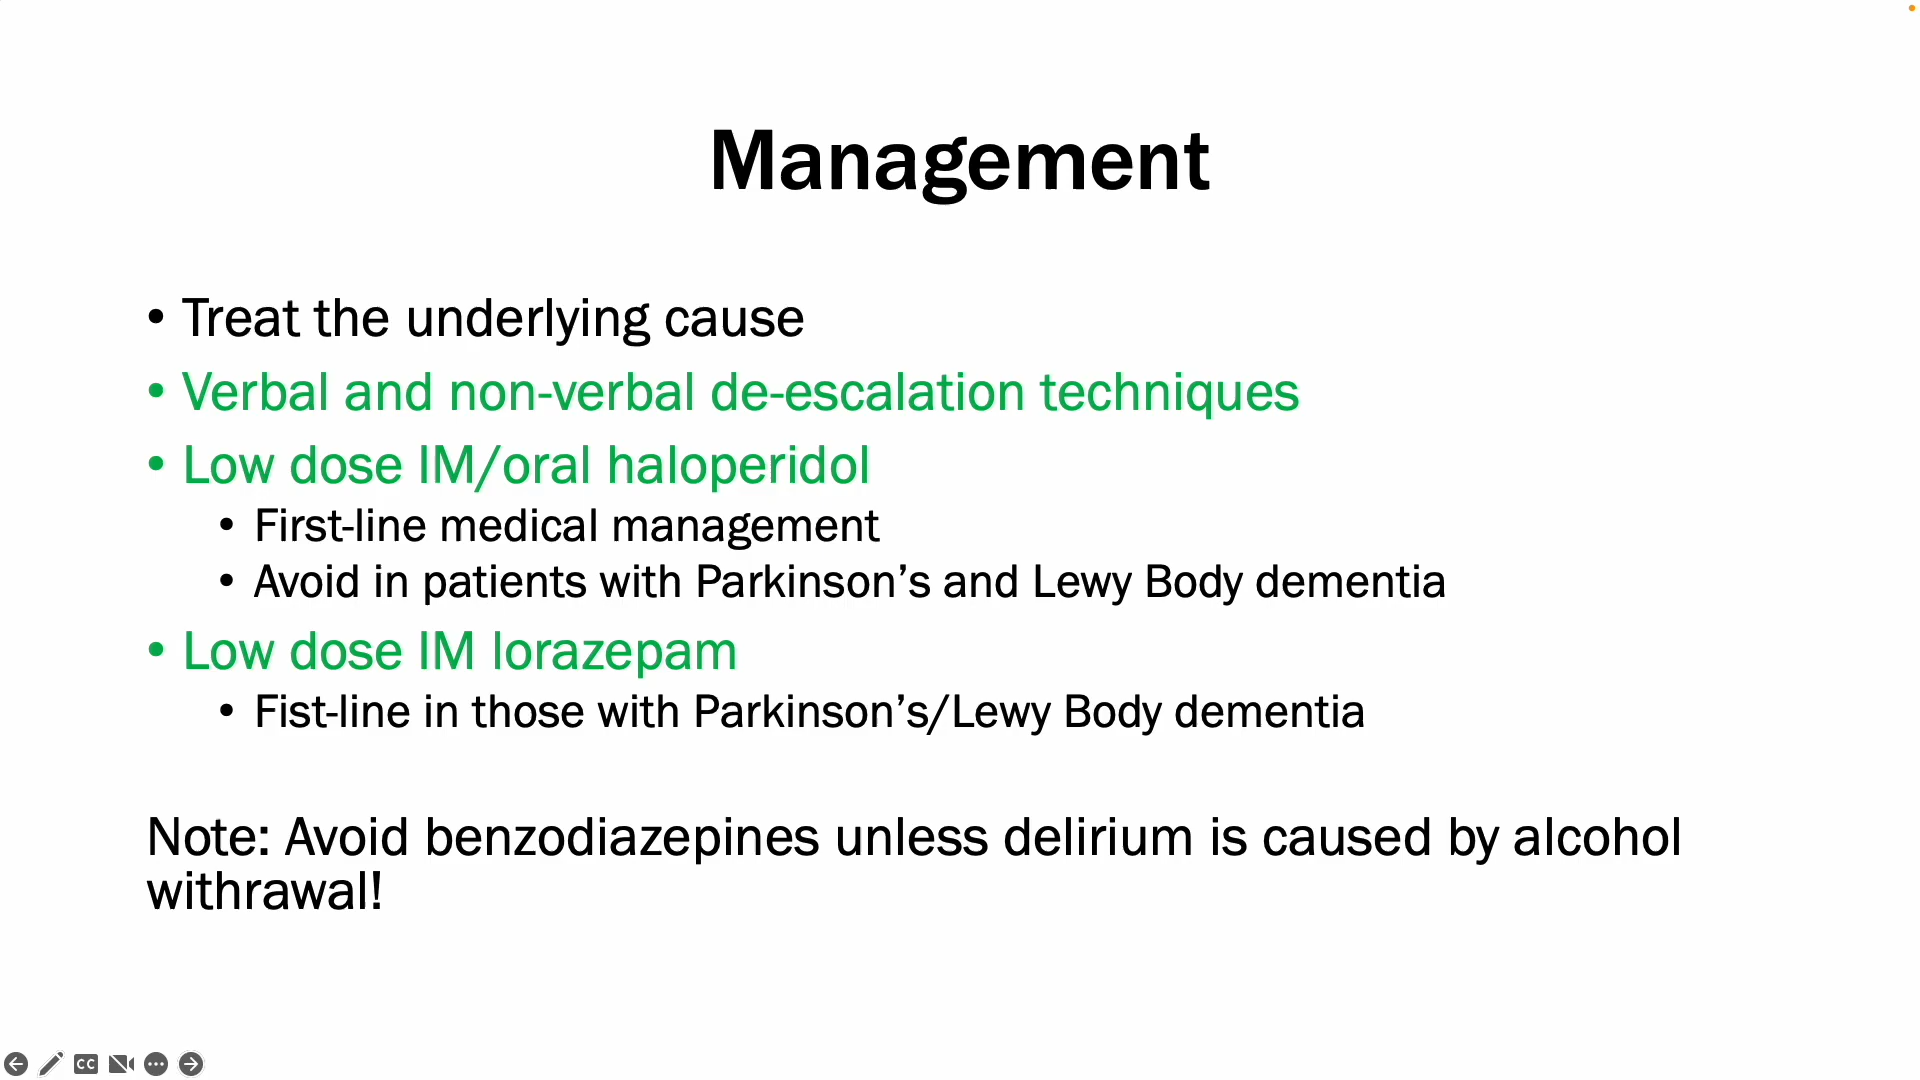 Management
• Treat the underlying cause
• Verbal and non-verbal de-escalation techniques
• Low dose IM/oral haloperidol
• First-line medical management
• Avoid in patients with Parkinson’s and Lewy Body dementia
• Low dose IM lorazepam
• Fist-line in those with Parkinson’s/Lewy Body dementia
Note: Avoid benzodiazepines unless delirium is caused by alcohol
withrawal!
CC